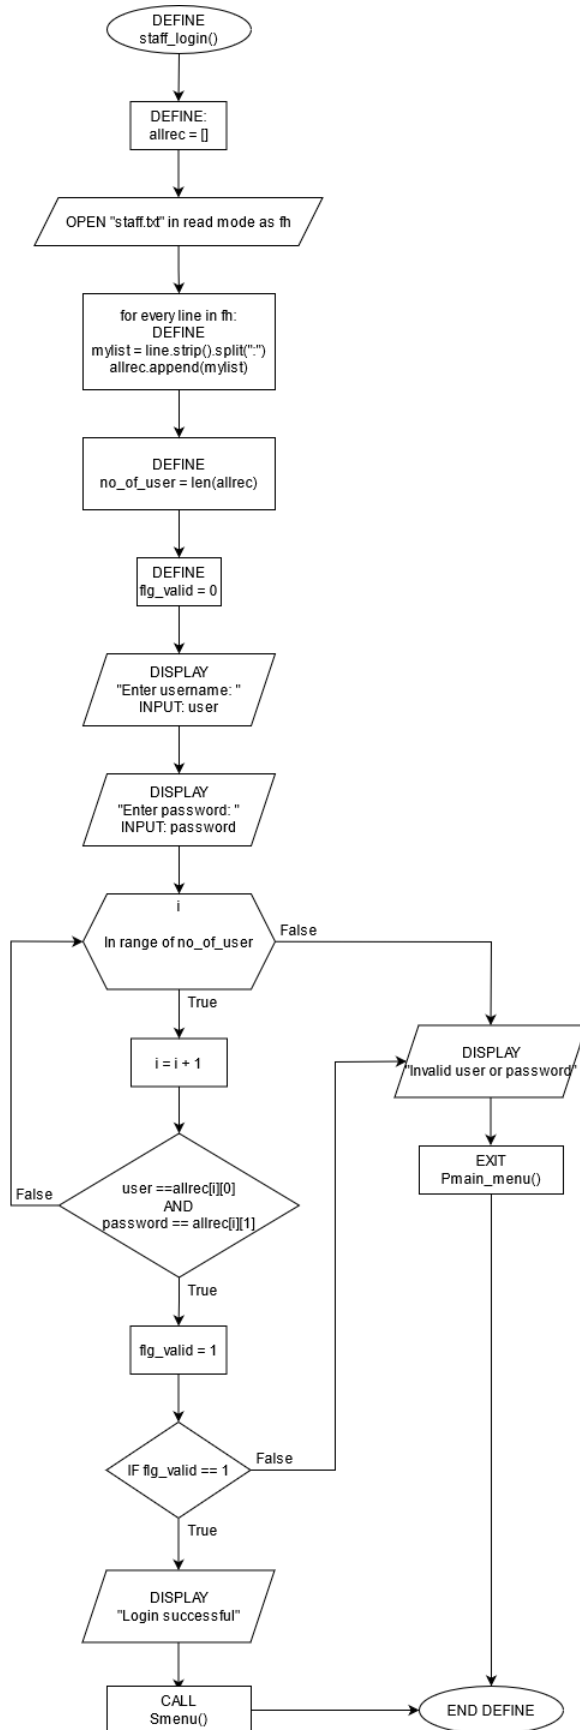 DEFINE
staff_login()
DEFINE:
allrec = []
OPEN "staff.txt" in read mode as fh
for every line in fh:
DEFINE
mylist = line.strip().split(":")
allrec.append(mylist)
DEFINE
no_of_user = len(allrec)
DEFINE
flg_valid = 0
DISPLAY
"Enter username: "
INPUT: user
DISPLAY
"Enter password: "
INPUT: password
i
In range of no_of_user
False
True
i = i + 1
DISPLAY
"Invalid user or password"
EXIT
Pmain_menu()
user ==allrec[i][0]
AND
password == allrec[i][1]
False
True
flg_valid = 1
IF flg_valid == 1
False
True
DISPLAY
"Login successful"
CALL
Smenu()
END DEFINE